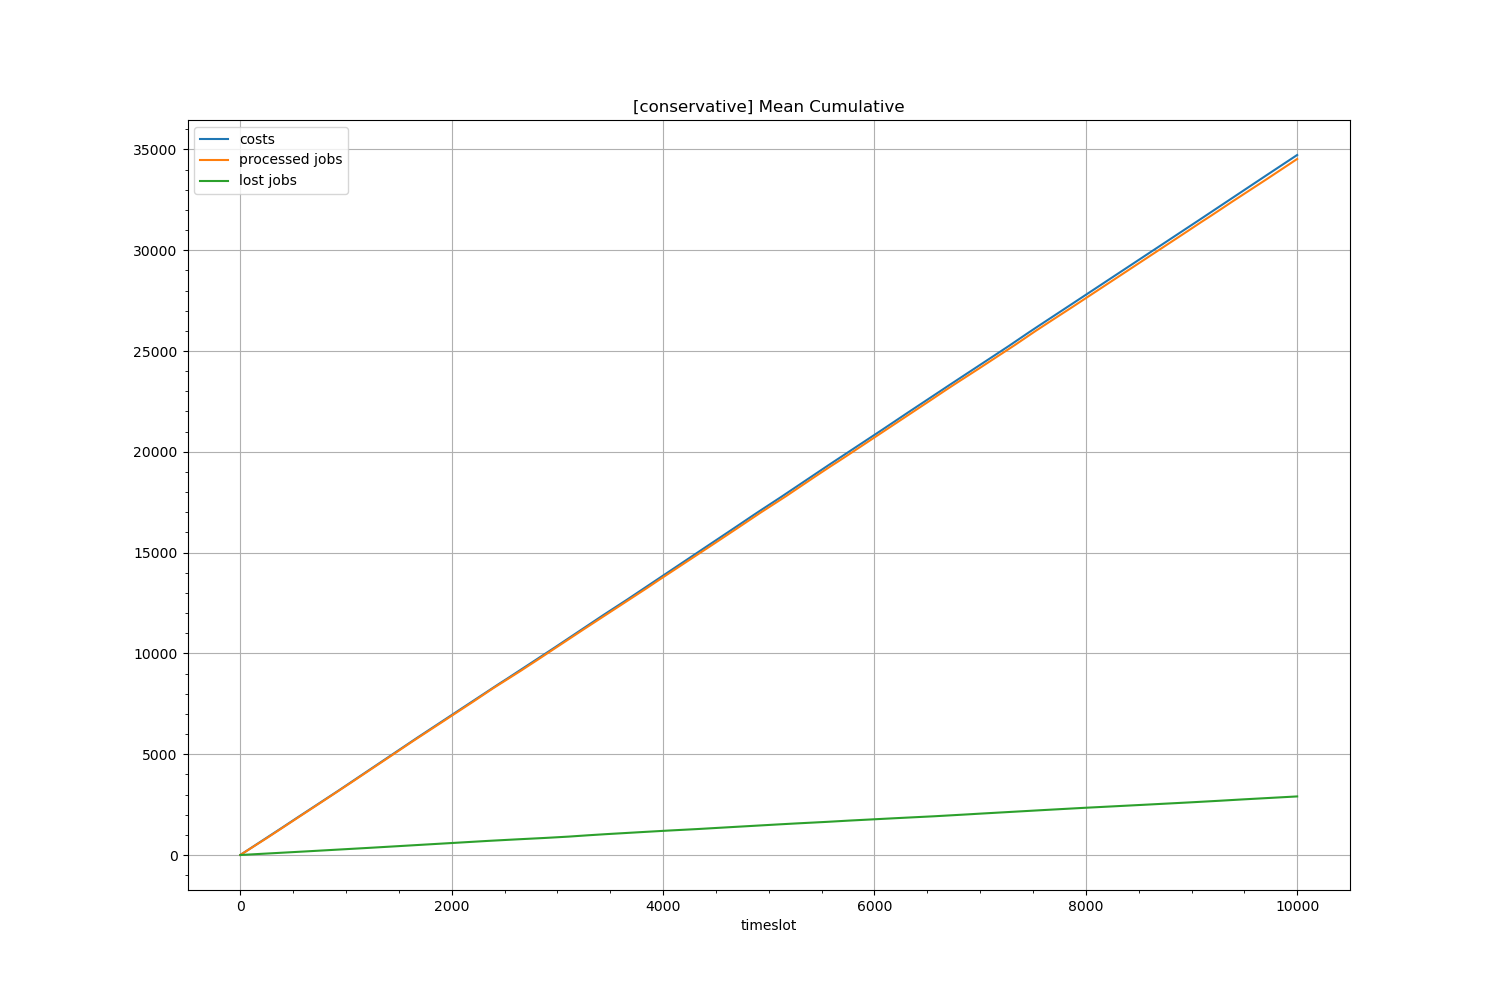 [conservative] Mean Cumulative
costs
processed jobs
lost jobs
35000
30000
25000
20000
15000
10000
5000
0
0 2000 4000 6000 8000 10000
timeslot